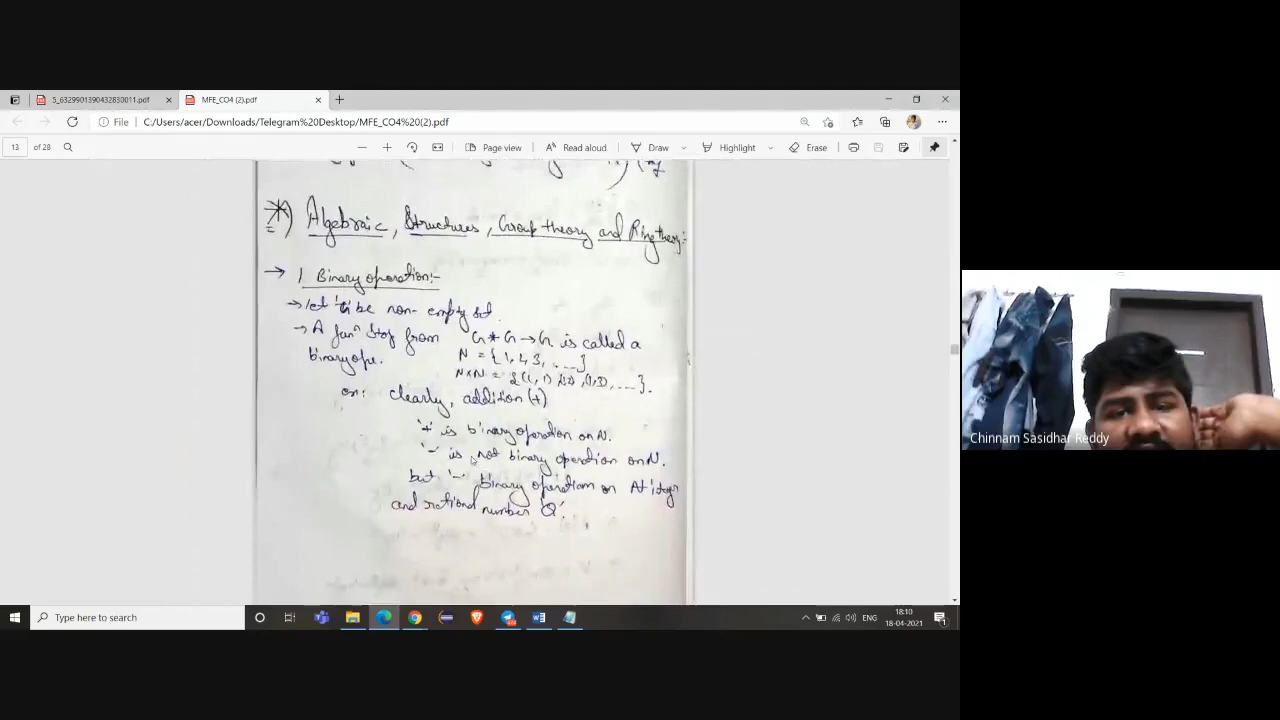 5_6329901390432830011.pdf
MFE_CO4 (2).pdf
File
C:/Users/acer/Downloads/Telegram%20Desktop/MFE_CO4%20(2).pdf
13 of 28
Page view
Read aloud
Draw
Highlight
Erase
*) Algebraic, Structures, Group theory and Ring theory:-
→ 1 Binary operation:-
→ let 'G' be non-empty set.
→ A from G * G → G is called a
binary ope.
N = {1, 2, 3, .....}
N×N = {(1, 1) ....}.
clearly, addition (+)
'+' is binary operation on N.
'-' is not binary operation on N.
but '-' binary operation on
and number 'Q'.
Chinnam Sasidhar Reddy
Type here to search
ENG
18:10
18-04-2021